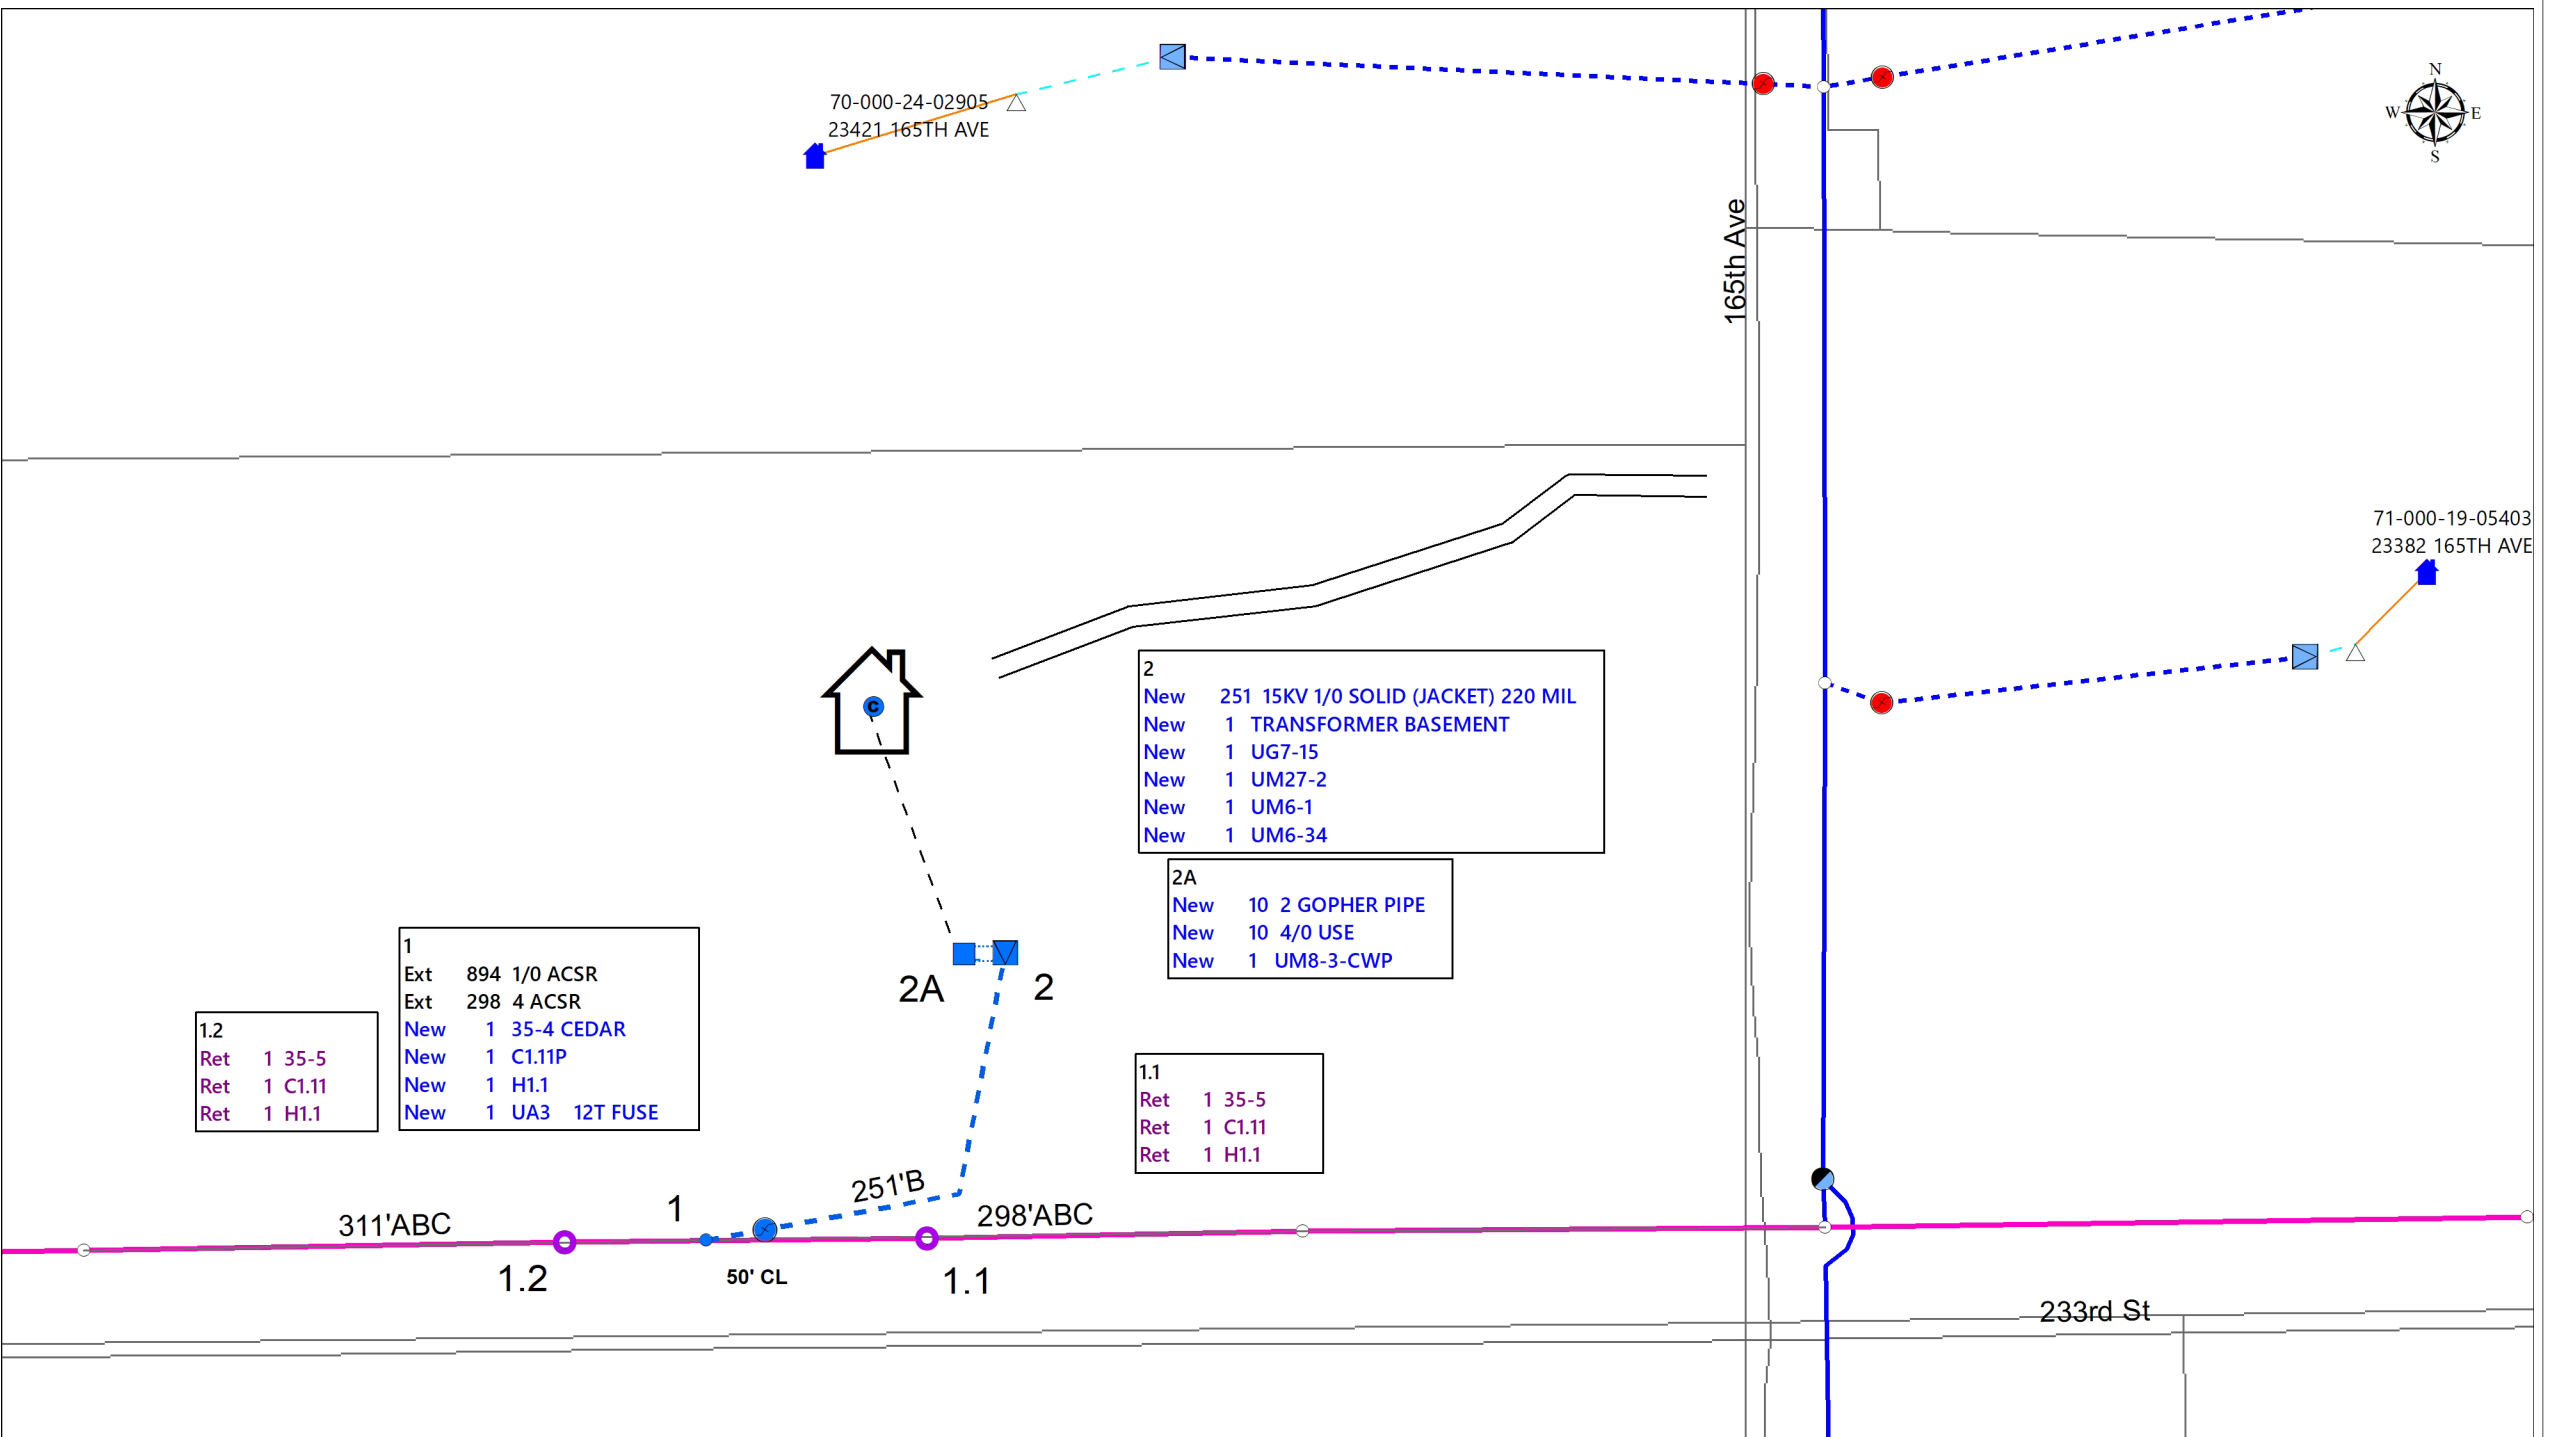 N
W E
S
70-000-24-02905
23421 165TH AVE
165th Ave
71-000-19-05403
23382 165TH AVE
C
2
New 251 15KV 1/0 SOLID (JACKET) 220 MIL
New 1 TRANSFORMER BASEMENT
New 1 UG7-15
New 1 UM27-2
New 1 UM6-1
New 1 UM6-34
2A
New 10 2 GOPHER PIPE
New 10 4/0 USE
New 1 UM8-3-CWP
2A
2
1
Ext 894 1/0 ACSR
Ext 298 4 ACSR
New 1 35-4 CEDAR
New 1 C1.11P
New 1 H1.1
New 1 UA3 12T FUSE
1.2
Ret 1 35-5
Ret 1 C1.11
Ret 1 H1.1
1.1
Ret 1 35-5
Ret 1 C1.11
Ret 1 H1.1
311'ABC
1
251'B
298'ABC
1.2
50' CL
1.1
233rd St